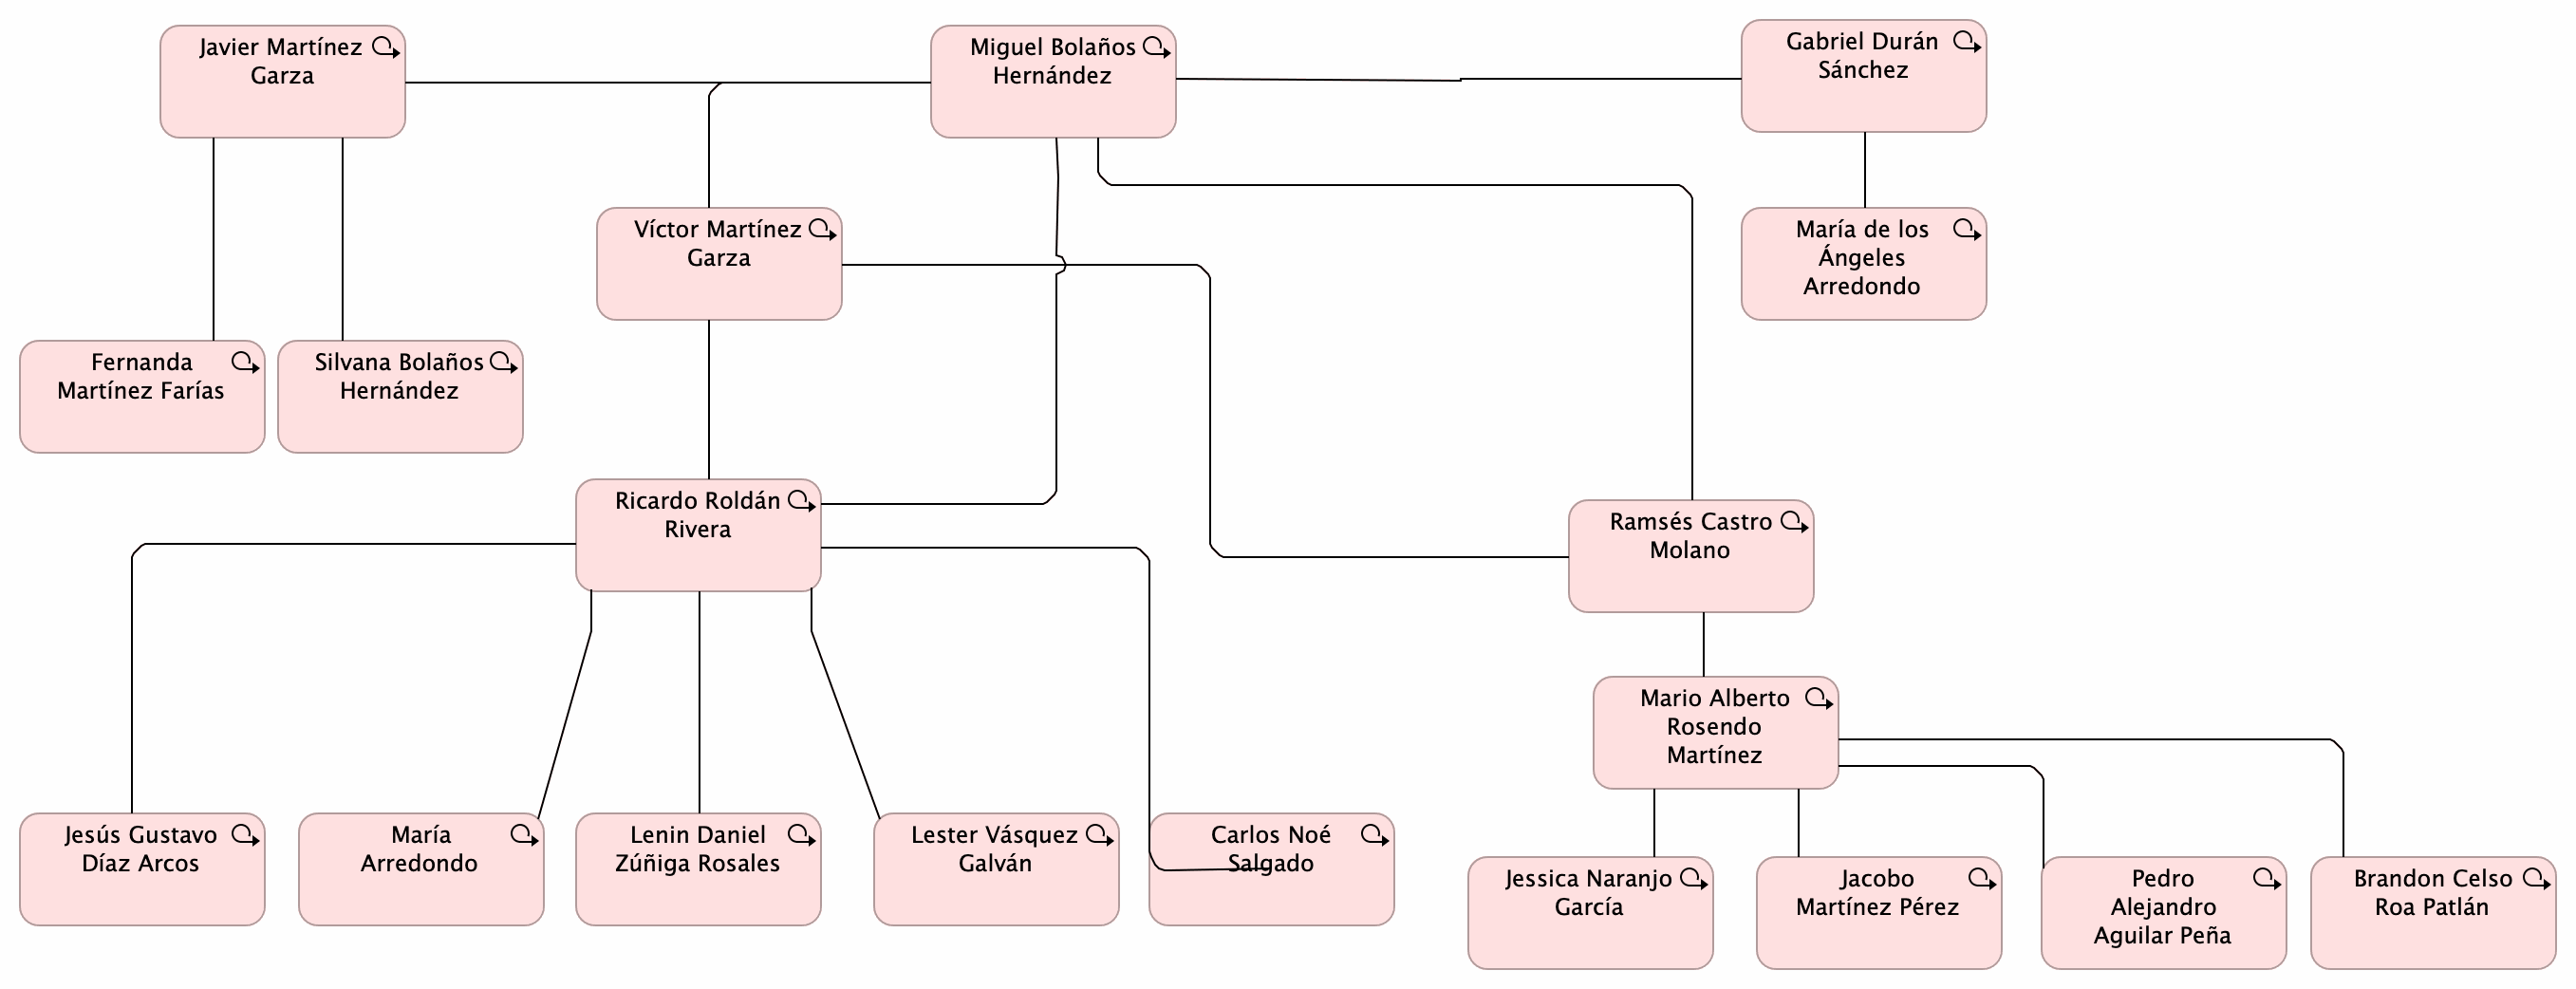 Javier Martínez
Garza
Miguel Bolaños
Hernández
Gabriel Durán
Sánchez
Víctor Martínez
Garza
María de los
Ángeles
Arredondo
Fernanda
Martínez Farías
Silvana Bolaños
Hernández
Ricardo Roldán
Rivera
Ramsés Castro
Molano
Mario Alberto
Rosendo
Martínez
Jesús Gustavo
Díaz Arcos
María
Arredondo
Lenin Daniel
Zúñiga Rosales
Lester Vásquez
Galván
Carlos Noé
Salgado
Jessica Naranjo
García
Jacobo
Martínez Pérez
Pedro
Alejandro
Aguilar Peña
Brandon Celso
Roa Patlán